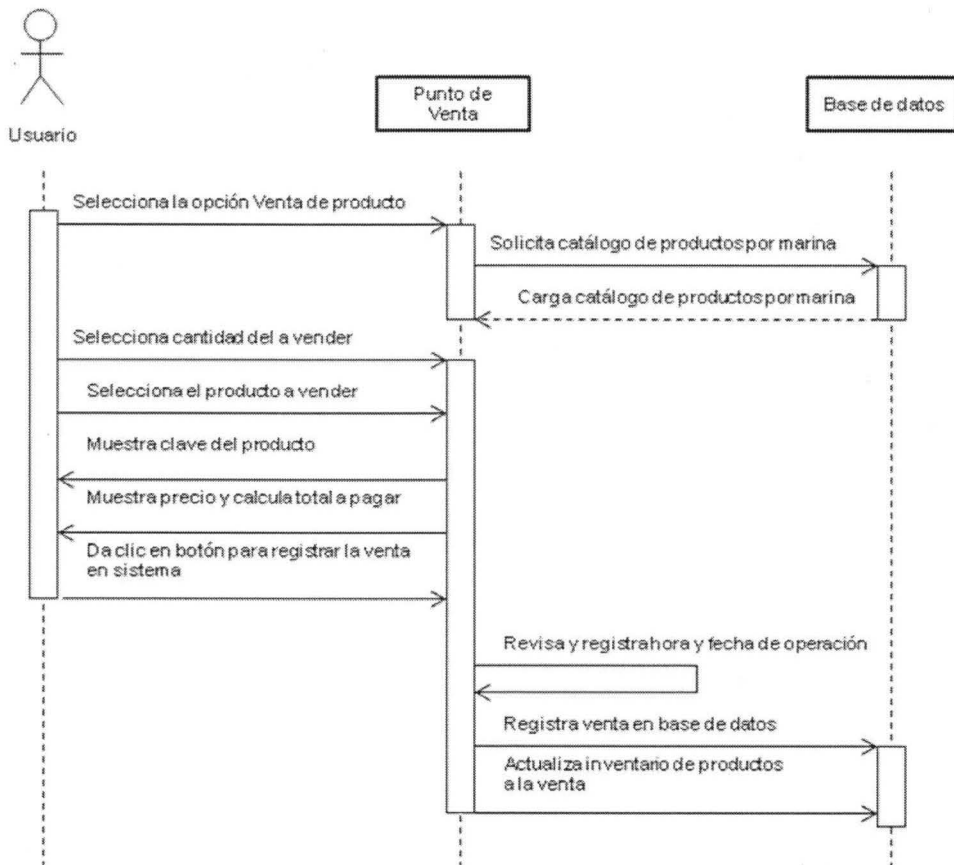 Usuario
Punto de
Venta
Base de datos
Selecciona la opción Venta de producto
Solicita catálogo de productos por marina
Carga catálogo de productos por marina
Selecciona cantidad del a vender
Selecciona el producto a vender
Muestra clave del producto
Muestra precio y calcula total a pagar
Da clic en botón para registrar la venta
en sistema
Revisa y registra hora y fecha de operación
Registra venta en base de datos
Actualiza inventario de productos
a la venta